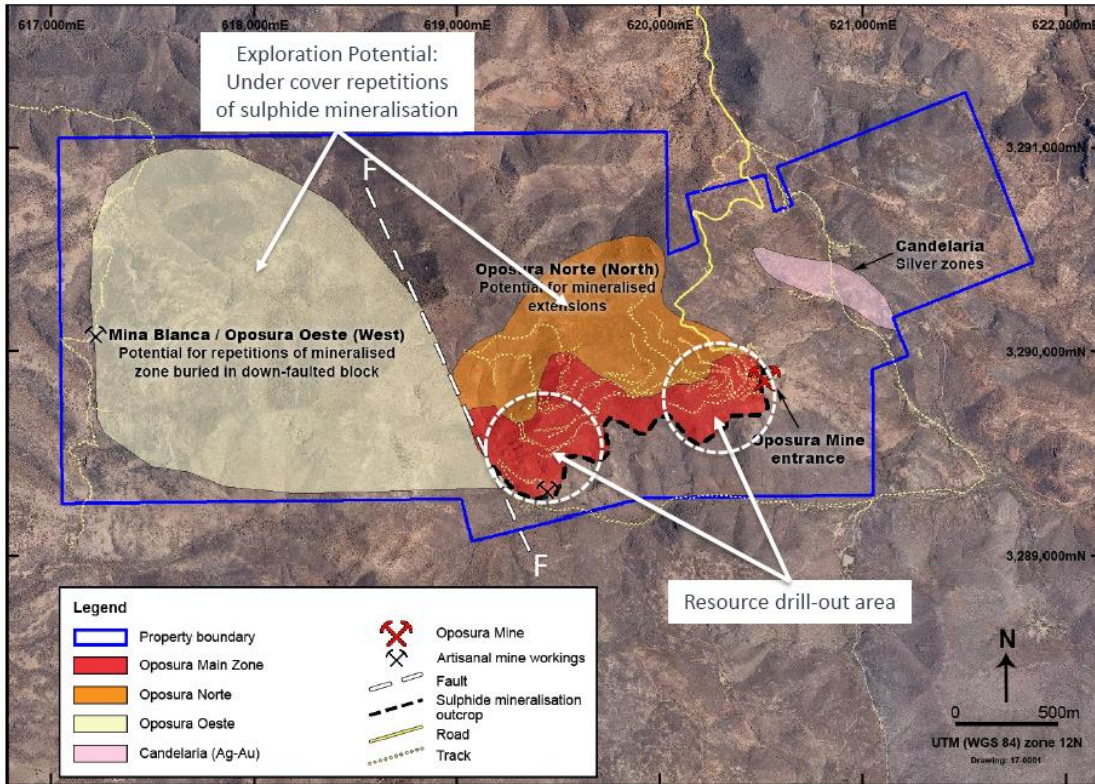 617,000mE
618,000mE
619,000mE
620,000mE
621,000mE
622,000mE
Exploration Potential:
Under cover repetitions
of sulphide mineralisation
F
3,291,000mN
Candelaria
Silver zones
Oposura Norte (North)
Potential for mineralised
extensions
Mina Blanca / Oposura Oeste (West)
Potential for repetitions of mineralised
zone buried in down-faulted block
3,290,000mN
Oposura Mine
entrance
F
3,289,000mN
Resource drill-out area
Legend
Property boundary
Oposura Main Zone
Oposura Norte
Oposura Oeste
Candelaria (Ag-Au)
Oposura Mine
Artisanal mine workings
Fault
Sulphide mineralisation
outcrop
Road
Track
N
0 500m
UTM (WGS 84) zone 12N
Drawing: 17-0001